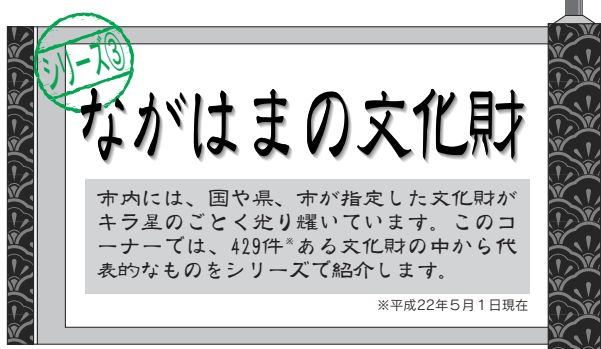 シリーズ③
ながはまの文化財
市内には、国や県、市が指定した文化財が
キラ星のごとく光り耀いています。このコ
ーナーでは、429件※ある文化財の中から代
表的なものをシリーズで紹介します。
※平成22年5月1日現在